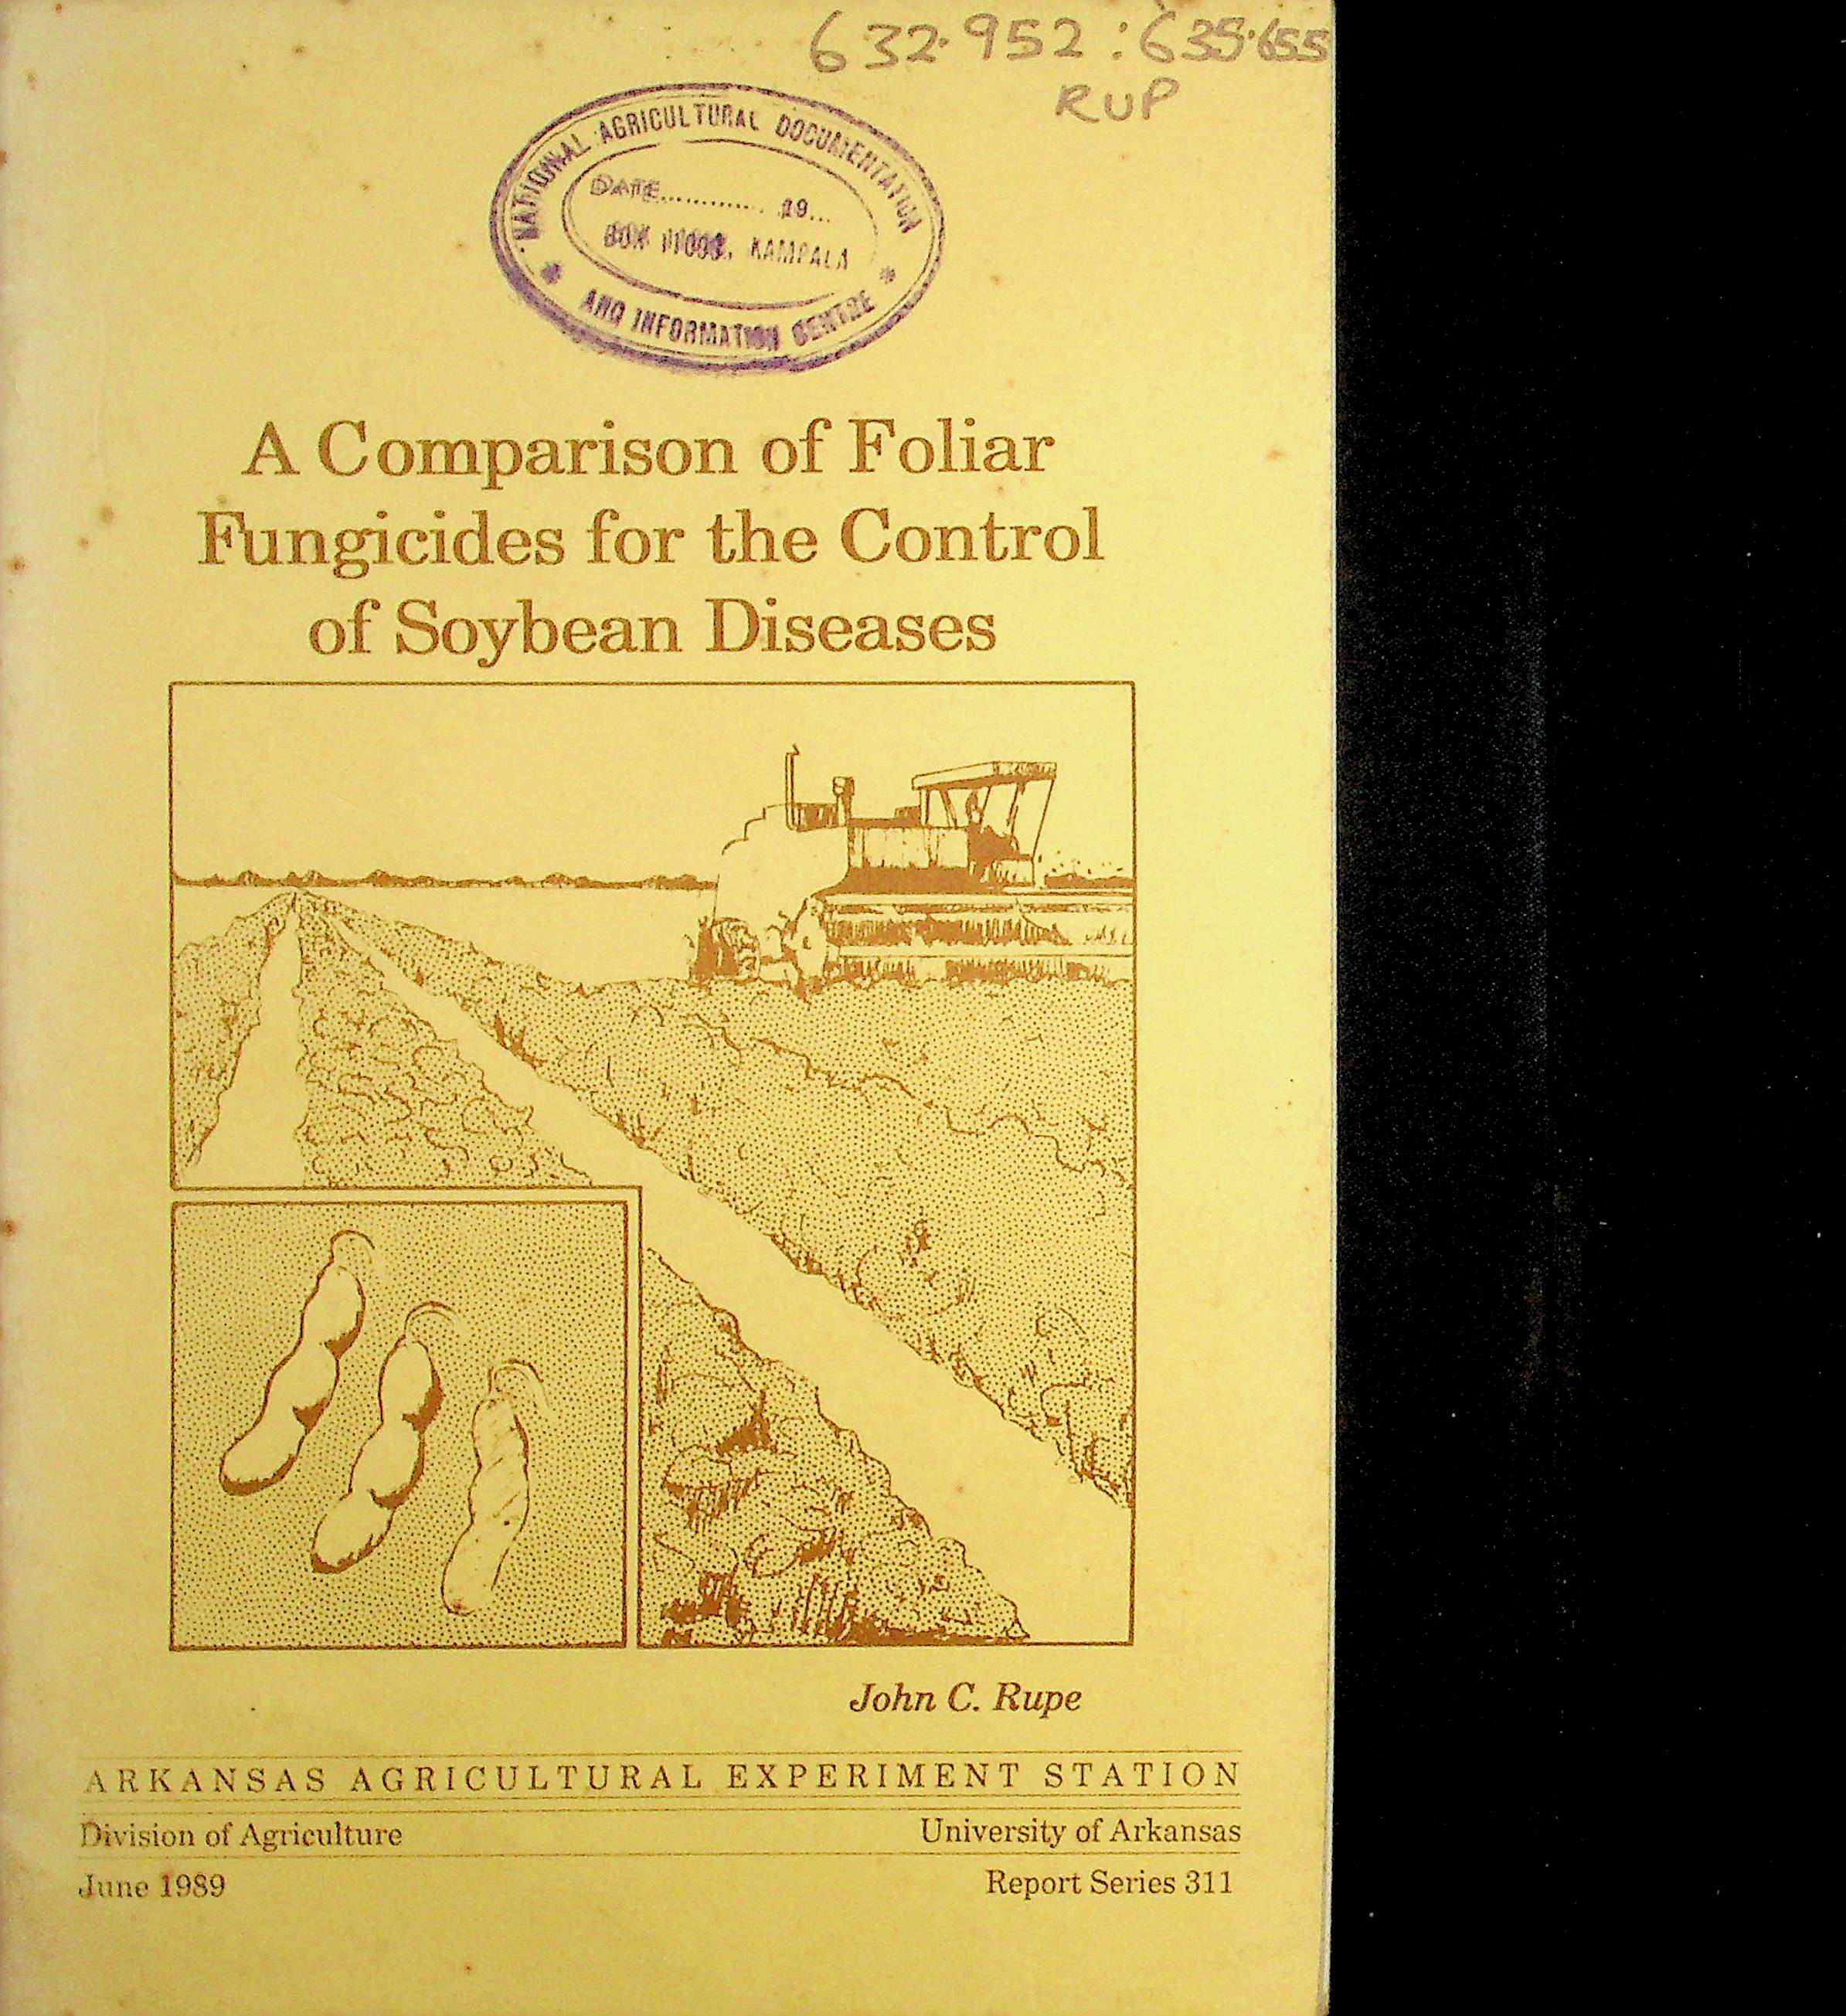 632.952:635.655
RUP
NATIONAL AGRICULTURAL DOCUMENTATION
DATE............. 19...
BOX, KAMPALA
AND INFORMATION CENTRE
A Comparison of Foliar
Fungicides for the Control
of Soybean Diseases
John C. Rupe
ARKANSAS AGRICULTURAL EXPERIMENT STATION
Division of Agriculture University of Arkansas
June 1989 Report Series 311